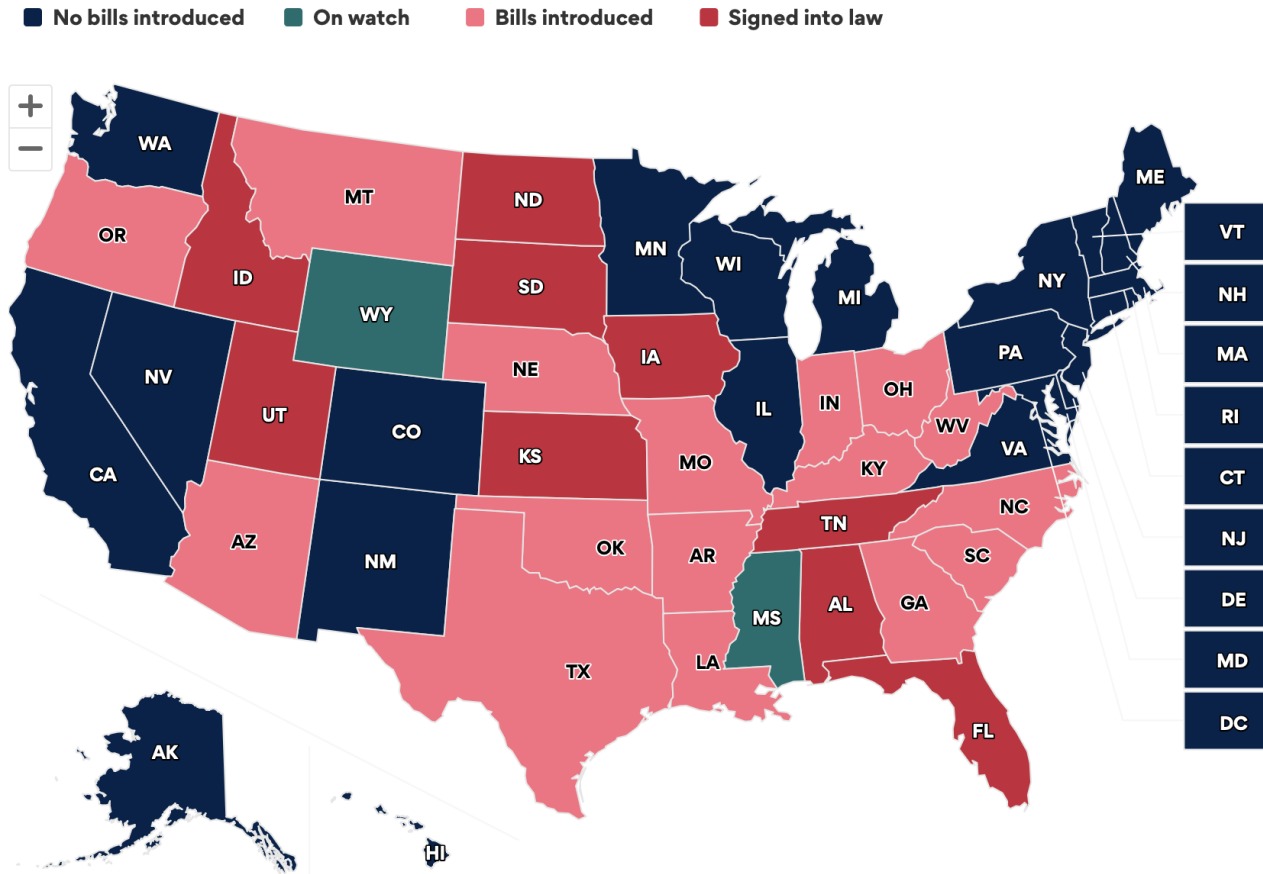 No bills introduced On watch Bills introduced Signed into law
+
−
WA
ME
MT
ND
VT
OR
MN
WI
ID
SD
NY
NH
MI
WY
IA
PA
MA
NE
NV
OH
IN
IL
RI
UT
CO
WV
VA
KS
MO
KY
CA
CT
NC
TN
AZ
NJ
OK
AR
SC
NM
GA
AL
DE
MS
LA
MD
TX
DC
FL
AK
HI